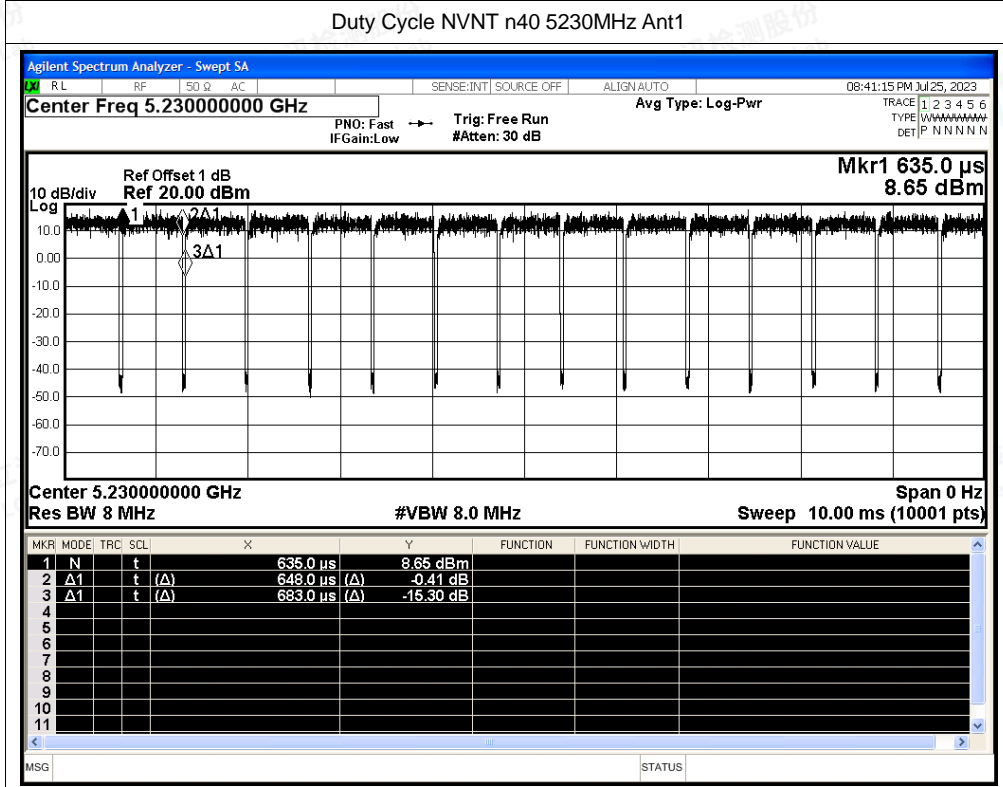 Duty Cycle NVNT n40 5230MHz Ant1
Agilent Spectrum Analyzer - Swept SA
LXI RL RF 50 Ω AC SENSE:INT SOURCE OFF ALIGN AUTO 08:41:15 PM Jul 25, 2023
Center Freq 5.230000000 GHz Avg Type: Log-Pwr TRACE 1 2 3 4 5 6
PNO: Fast Trig: Free Run TYPE W
IFGain:Low #Atten: 30 dB DET P N N N N N
Mkr1 635.0 µs
8.65 dBm
Ref Offset 1 dB
10 dB/div Ref 20.00 dBm
Log
1 2Δ1
10.0
3Δ1
0.00
-10.0
-20.0
-30.0
-40.0
-50.0
-60.0
-70.0
Center 5.230000000 GHz Span 0 Hz
Res BW 8 MHz #VBW 8.0 MHz Sweep 10.00 ms (10001 pts)
MKR MODE TRC SCL X Y FUNCTION FUNCTION WIDTH FUNCTION VALUE
1 N t 635.0 µs 8.65 dBm
2 Δ1 t (Δ) 648.0 µs (Δ) -0.41 dB
3 Δ1 t (Δ) 683.0 µs (Δ) -15.30 dB
4
5
6
7
8
9
10
11
MSG STATUS